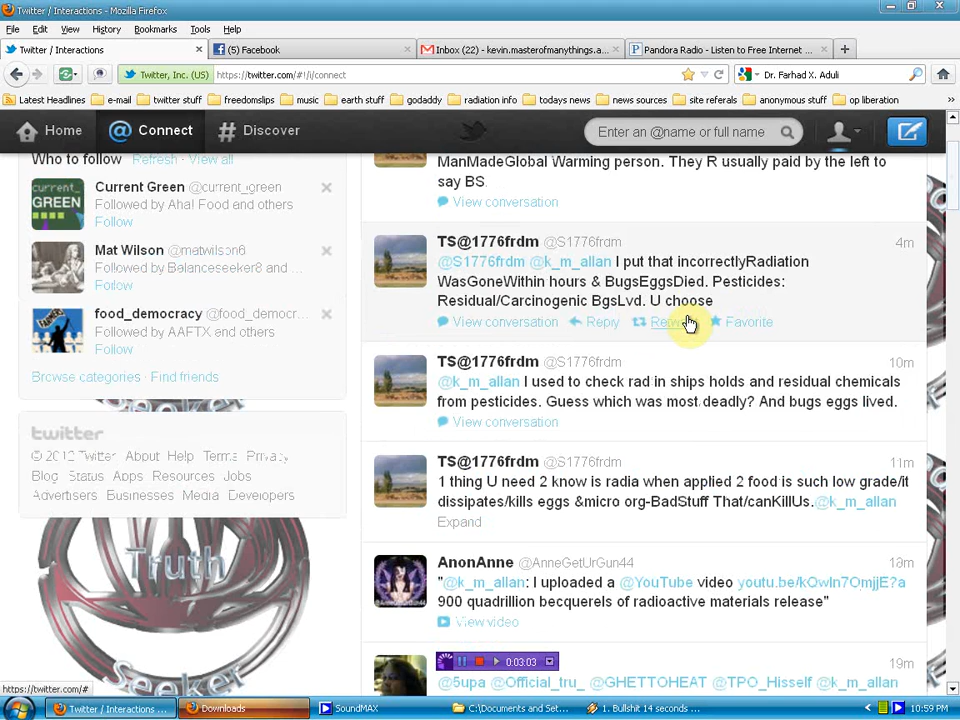 Twitter / Interactions - Mozilla Firefox
File Edit View History Bookmarks Tools Help
Twitter / Interactions
(5) Facebook
Inbox (22) - kevin.masterofmanythings.a...
Pandora Radio - Listen to Free Internet ...
Twitter, Inc. (US) https://twitter.com/#!/i/connect
Dr. Farhad X. Aduli
Latest Headlines e-mail twitter stuff freedomslips music earth stuff godaddy radiation info todays news news sources site referals anonymous stuff op liberation
Home
Connect
Discover
Enter an @name or full name
Who to follow Refresh · View all
Current Green @current_green
Followed by Aha! Food and others
Follow
Mat Wilson @matwilson6
Followed by Belanceseeker8 and ...
Follow
food_democracy @food_democr...
Followed by AAFTX and others
Follow
Browse categories · Find friends
twitter
© 2012 Twitter About Help Terms Privacy
Blog Status Apps Resources Jobs
Advertisers Businesses Media Developers
Truth
Seeker
ManMadeGlobal Warming person. They R usually paid by the left to
say BS.
View conversation
TS@1776frdm @S1776frdm 4m
@S1776frdm @k_m_allan I put that incorrectlyRadiation
WasGoneWithin hours & BugsEggsDied. Pesticides:
Residual/Carcinogenic BgsLvd. U choose
View conversation Reply Favorite
TS@1776frdm @S1776frdm 10m
@k_m_allan I used to check rad in ships holds and residual chemicals
from pesticides. Guess which was most deadly? And bugs eggs lived.
View conversation
TS@1776frdm @S1776frdm 11m
1 thing U need 2 know is radia when applied 2 food is such low grade/it
dissipates/kills eggs &micro org-BadStuff That/canKillUs.@k_m_allan
Expand
AnonAnne @AnneGetUrGun44 13m
"@k_m_allan: I uploaded a @YouTube video youtu.be/kQwIn7OmjjE?a
900 quadrillion becquerels of radioactive materials release"
View video
0:03:03
19m
@5upa @Official_tru_ @GHETTOHEAT @TPO_Hisself @k_m_allan
https://twitter.com/#
Twitter / Interactions ...
Downloads
SoundMAX
C:\Documents and Set...
1. Bullshit 14 seconds ...
10:59 PM